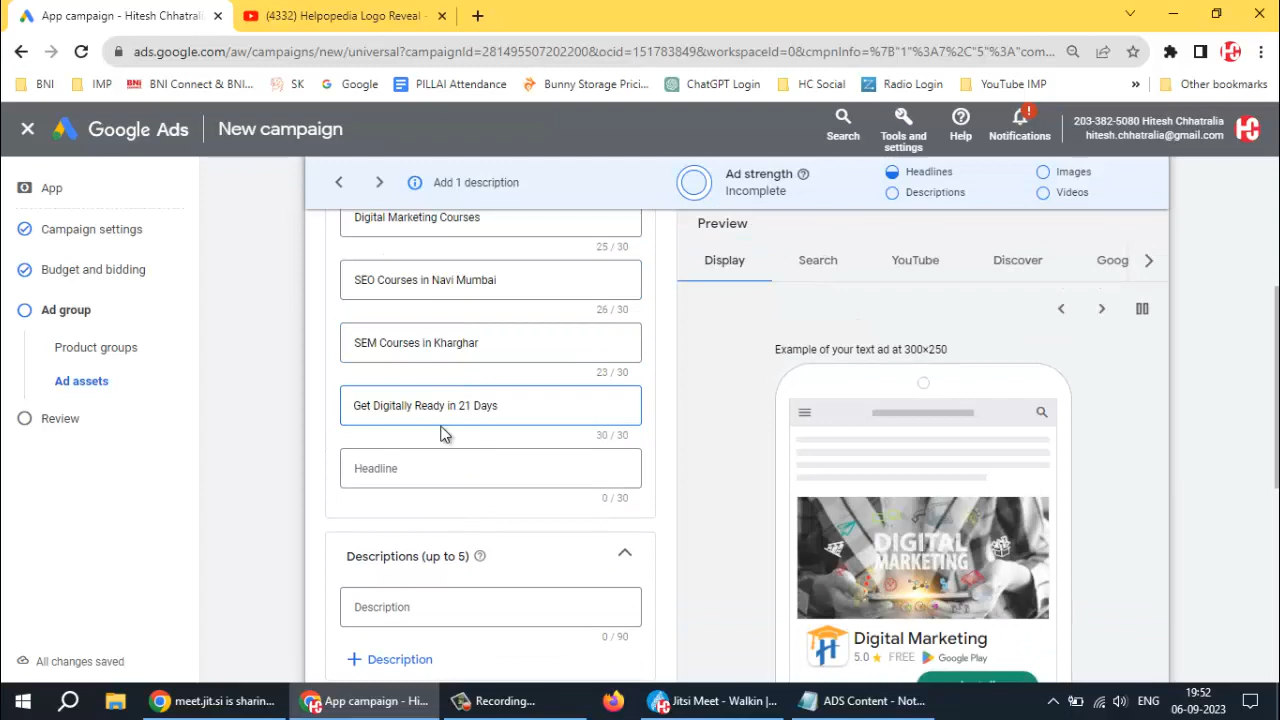 App campaign - Hitesh Chhatrali
(4332) Helpopedia Logo Reveal -
ads.google.com/aw/campaigns/new/universal?campaignId=281495507202200&ocid=151783849&workspaceId=0&cmpnInfo=%7B"1"%3A7%2C"5"%3A"com...
BNI
IMP
BNI Connect & BNI...
SK
Google
PILLAI Attendance
Bunny Storage Prici...
ChatGPT Login
HC Social
Radio Login
YouTube IMP
Other bookmarks
Google Ads
New campaign
Search
Tools and settings
Help
Notifications
203-382-5080 Hitesh Chhatralia
hitesh.chhatralia@gmail.com
App
Campaign settings
Budget and bidding
Ad group
Product groups
Ad assets
Review
All changes saved
Add 1 description
Ad strength
Incomplete
Headlines
Images
Descriptions
Videos
Digital Marketing Courses
25 / 30
SEO Courses in Navi Mumbai
26 / 30
SEM Courses in Kharghar
23 / 30
Get Digitally Ready in 21 Days
30 / 30
Headline
0 / 30
Descriptions (up to 5)
Description
0 / 90
+ Description
Preview
Display
Search
YouTube
Discover
Goog
Example of your text ad at 300×250
DIGITAL
MARKETING
Digital Marketing
5.0 ★ FREE Google Play
meet.jit.si is sharin...
App campaign - Hi...
Recording...
Jitsi Meet - Walkin |...
ADS Content - Not...
ENG
19:52
06-09-2023